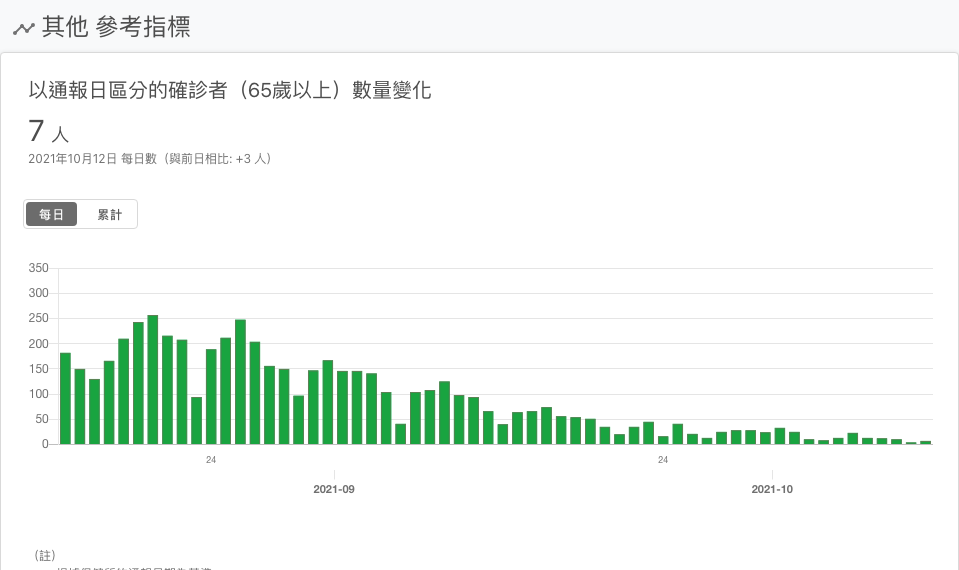 其他 參考指標
以通報日區分的確診者（65歲以上）數量變化
7 人
2021年10月12日 每日數（與前日相比: +3 人）
每日 累計
350
300
250
200
150
100
50
0
24 24
2021-09 2021-10
（註）